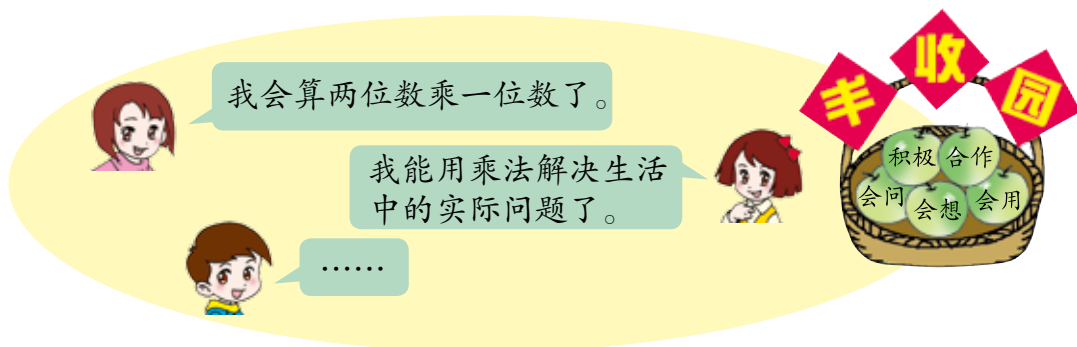 丰收园
我会算两位数乘一位数了。
我能用乘法解决生活
中的实际问题了。
……
积极 合作
会问 会想 会用